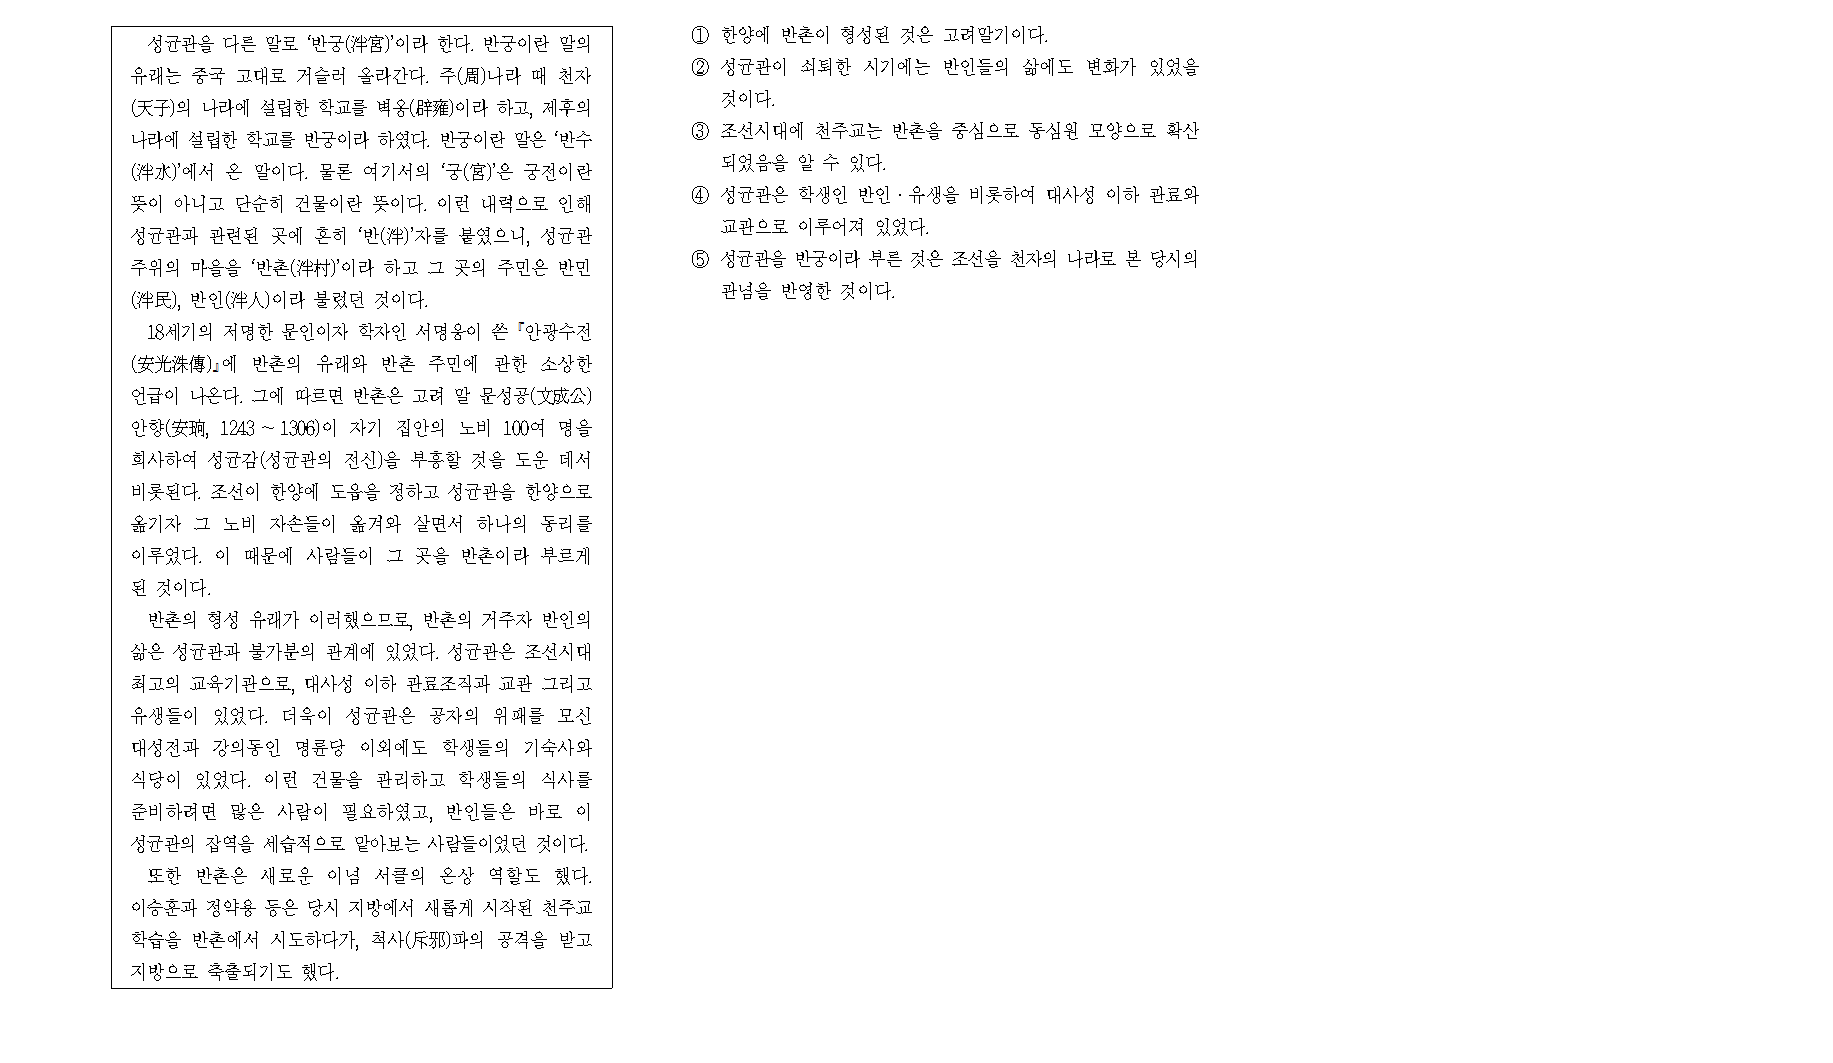 성균관을 다른 말로 ‘반궁(泮宮)’이라 한다. 반궁이란 말의
유래는 중국 고대로 거슬러 올라간다. 주(周)나라 때 천자
(天子)의 나라에 설립한 학교를 벽옹(辟雍)이라 하고, 제후의
나라에 설립한 학교를 반궁이라 하였다. 반궁이란 말은 ‘반수
(泮水)’에서 온 말이다. 물론 여기서의 ‘궁(宮)’은 궁전이란
뜻이 아니고 단순히 건물이란 뜻이다. 이런 내력으로 인해
성균관과 관련된 곳에 흔히 ‘반(泮)’자를 붙였으니, 성균관
주위의 마을을 ‘반촌(泮村)’이라 하고 그 곳의 주민은 반민
(泮民), 반인(泮人)이라 불렀던 것이다.
18세기의 저명한 문인이자 학자인 서명응이 쓴 『안광수전
(安光洙傳)』에 반촌의 유래와 반촌 주민에 관한 소상한
언급이 나온다. 그에 따르면 반촌은 고려 말 문성공(文成公)
안향(安珦, 1243 ~ 1306)이 자기 집안의 노비 100여 명을
희사하여 성균감(성균관의 전신)을 부흥할 것을 도운 데서
비롯된다. 조선이 한양에 도읍을 정하고 성균관을 한양으로
옮기자 그 노비 자손들이 옮겨와 살면서 하나의 동리를
이루었다. 이 때문에 사람들이 그 곳을 반촌이라 부르게
된 것이다.
반촌의 형성 유래가 이러했으므로, 반촌의 거주자 반인의
삶은 성균관과 불가분의 관계에 있었다. 성균관은 조선시대
최고의 교육기관으로, 대사성 이하 관료조직과 교관 그리고
유생들이 있었다. 더욱이 성균관은 공자의 위패를 모신
대성전과 강의동인 명륜당 이외에도 학생들의 기숙사와
식당이 있었다. 이런 건물을 관리하고 학생들의 식사를
준비하려면 많은 사람이 필요하였고, 반인들은 바로 이
성균관의 잡역을 세습적으로 맡아보는 사람들이었던 것이다.
또한 반촌은 새로운 이념 서클의 온상 역할도 했다.
이승훈과 정약용 등은 당시 지방에서 새롭게 시작된 천주교
학습을 반촌에서 시도하다가, 척사(斥邪)파의 공격을 받고
지방으로 축출되기도 했다.
① 한양에 반촌이 형성된 것은 고려말기이다.
② 성균관이 쇠퇴한 시기에는 반인들의 삶에도 변화가 있었을
것이다.
③ 조선시대에 천주교는 반촌을 중심으로 동심원 모양으로 확산
되었음을 알 수 있다.
④ 성균관은 학생인 반인ㆍ유생을 비롯하여 대사성 이하 관료와
교관으로 이루어져 있었다.
⑤ 성균관을 반궁이라 부른 것은 조선을 천자의 나라로 본 당시의
관념을 반영한 것이다.